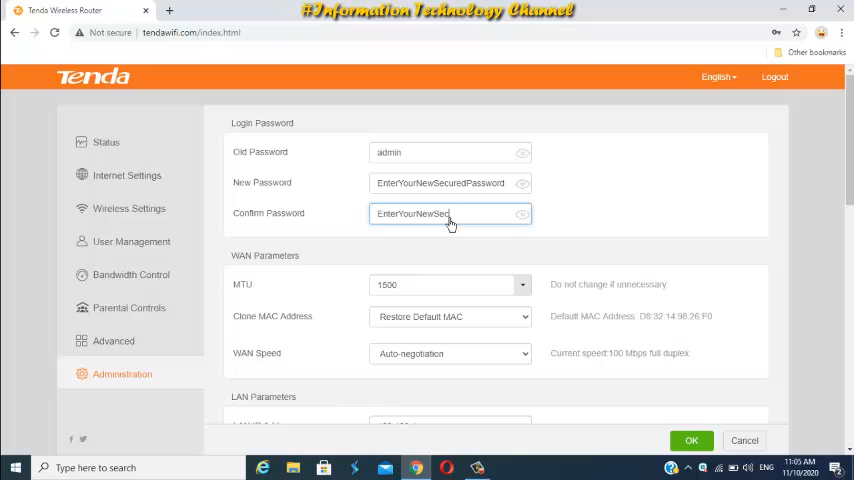 #Information Technology Channel
Tenda Wireless Router
Not secure
tendawifi.com/index.html
Other bookmarks
Tenda
English
Logout
Status
Internet Settings
Wireless Settings
User Management
Bandwidth Control
Parental Controls
Advanced
Administration
Login Password
Old Password
admin
New Password
EnterYourNewSecuredPassword
Confirm Password
EnterYourNewSec
WAN Parameters
MTU
1500
Do not change if unnecessary.
Clone MAC Address
Restore Default MAC
Default MAC Address: D8:32:14:98:26:F0
WAN Speed
Auto-negotiation
Current speed:100 Mbps full duplex
LAN Parameters
OK
Cancel
Type here to search
ENG
11:05 AM
11/10/2020
2